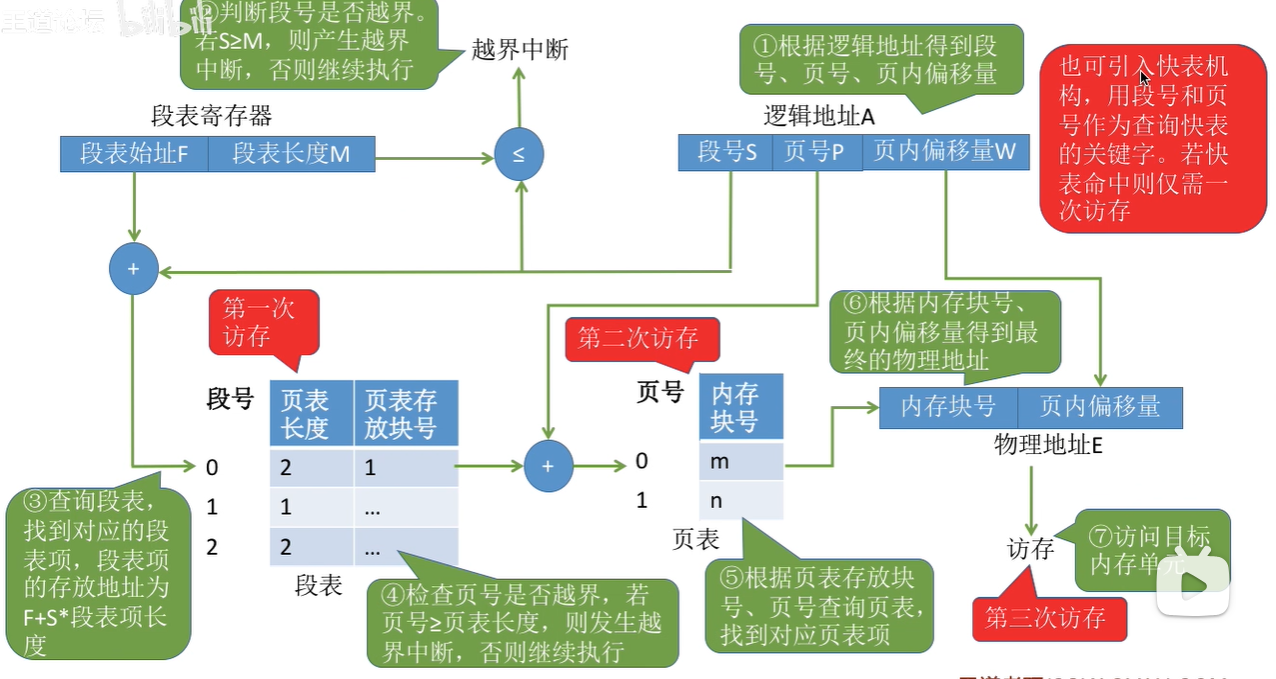 王道论坛 bilibili
②判断段号是否越界。
若S≥M，则产生越界
中断，否则继续执行
越界中断
①根据逻辑地址得到段
号、页号、页内偏移量
也可引入快表机
构，用段号和页
号作为查询快表
的关键字。若快
表命中则仅需一
次访存
段表寄存器
段表始址F 段表长度M
≤
逻辑地址A
段号S 页号P 页内偏移量W
+
第一次
访存
第二次访存
⑥根据内存块号、
页内偏移量得到最
终的物理地址
段号
页表
长度
页表存
放块号
0 2 1
1 1 ...
2 2 ...
段表
+
页号
内存
块号
0 m
1 n
页表
内存块号 页内偏移量
物理地址E
③查询段表，
找到对应的段
表项，段表项
的存放地址为
F+S*段表项长
度
④检查页号是否越界，若
页号≥页表长度，则发生越
界中断，否则继续执行
⑤根据页表存放块
号、页号查询页表，
找到对应页表项
访存
⑦访问目标
内存单元
第三次访存